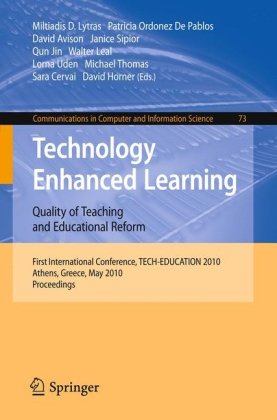 Miltiadis D. Lytras Patricia Ordonez De Pablos
David Avison Janice Sipior
Qun Jin Walter Leal
Lorna Uden Michael Thomas
Sara Cervai David Horner (Eds.)
Communications in Computer and Information Science 73
Technology
Enhanced Learning
Quality of Teaching
and Educational Reform
First International Conference, TECH-EDUCATION 2010
Athens, Greece, May 2010
Proceedings
Springer